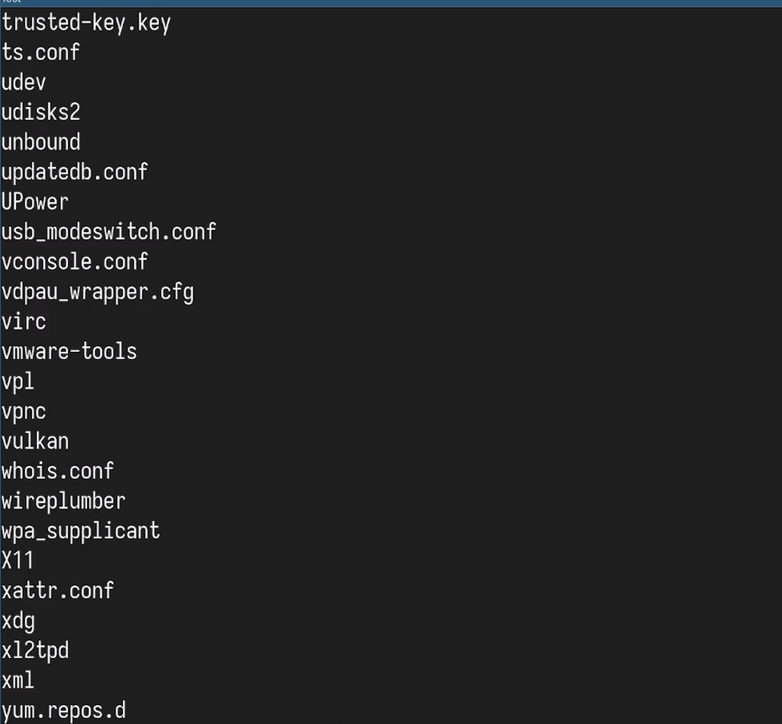 trusted-key.key
ts.conf
udev
udisks2
unbound
updatedb.conf
UPower
usb_modeswitch.conf
vconsole.conf
vdpau_wrapper.cfg
virc
vmware-tools
vpl
vpnc
vulkan
whois.conf
wireplumber
wpa_supplicant
X11
xattr.conf
xdg
xl2tpd
xml
yum.repos.d